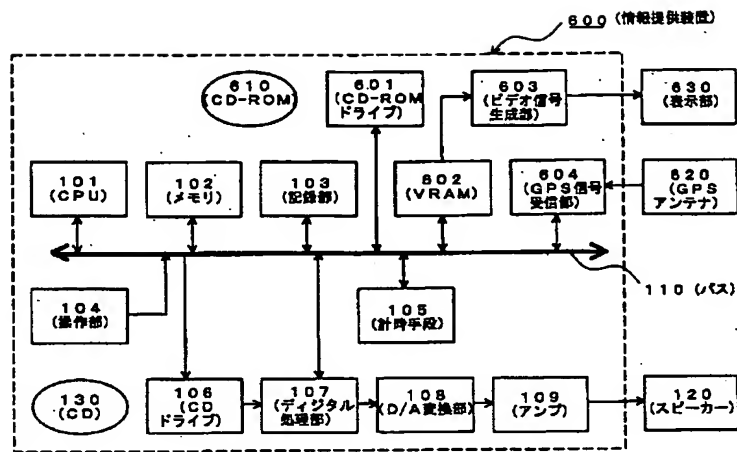 600 (情報提供装置)
610
(CD-ROM)
601
(CD-ROM
ドライブ)
603
(ビデオ信号
生成部)
630
(表示部)
101
(CPU)
102
(メモリ)
103
(記録部)
602
(VRAM)
604
(GPS信号
受信部)
620
(GPS
アンテナ)
110 (バス)
104
(操作部)
105
(計時手段)
130
(CD)
106
(CD
ドライブ)
107
(ディジタル
処理部)
108
(D/A変換部)
109
(アンプ)
120
(スピーカー)